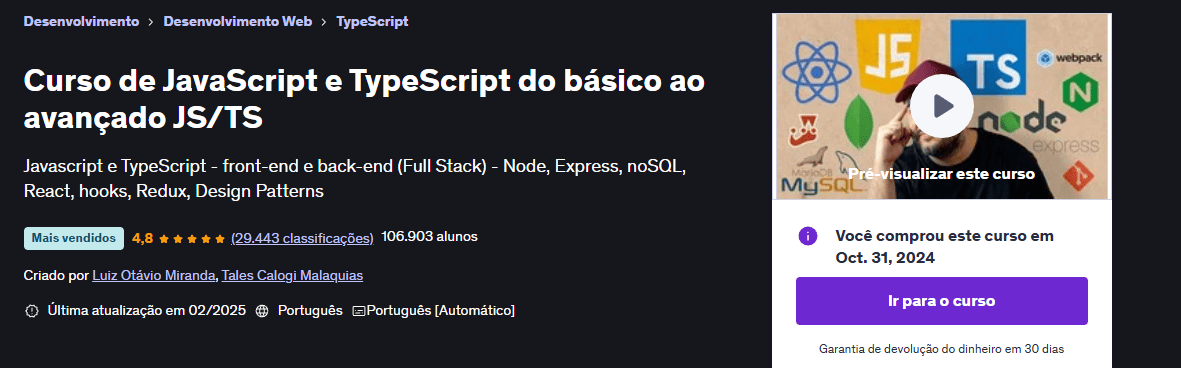 Desenvolvimento > Desenvolvimento Web > TypeScript
Curso de JavaScript e TypeScript do básico ao
avançado JS/TS
Javascript e TypeScript - front-end e back-end (Full Stack) - Node, Express, noSQL,
React, hooks, Redux, Design Patterns
Mais vendidos 4,8 (29.443 classificações) 106.903 alunos
Criado por Luiz Otávio Miranda, Tales Calogi Malaquias
Última atualização em 02/2025 Português Português [Automático]
JS
TS
webpack
N
node
express
MariaDB
MySQL
Pré-visualizar este curso
Você comprou este curso em
Oct. 31, 2024
Ir para o curso
Garantia de devolução do dinheiro em 30 dias